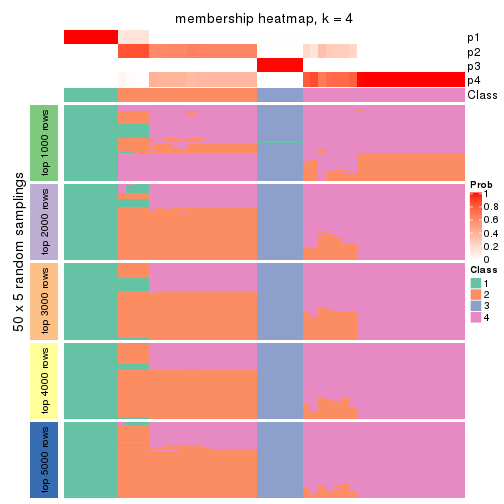 membership heatmap, k = 4
p1
p2
p3
p4
Class
50 x 5 random samplings
top 1000 rows
top 2000 rows
top 3000 rows
top 4000 rows
top 5000 rows
Prob
1
0.8
0.6
0.4
0.2
0
Class
1
2
3
4